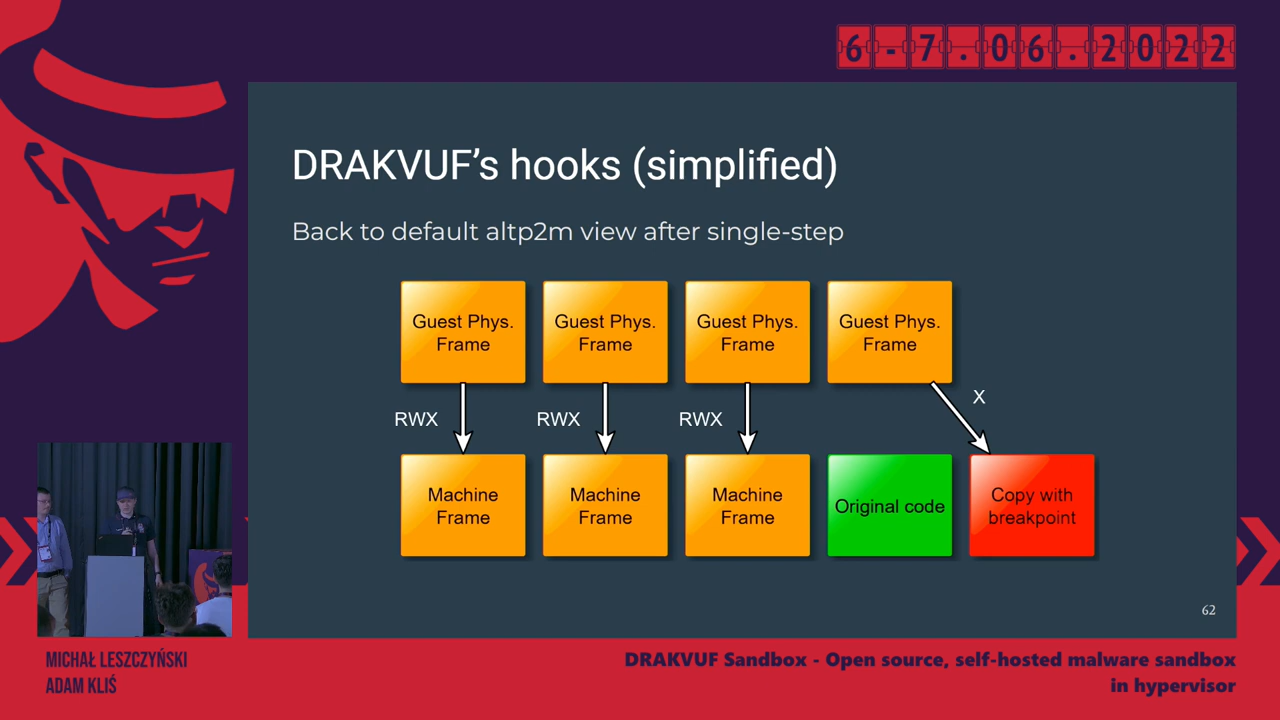 6-7.06.2022
DRAKVUF's hooks (simplified)
Back to default altp2m view after single-step
Guest Phys.
Frame
Guest Phys.
Frame
Guest Phys.
Frame
Guest Phys.
Frame
RWX
RWX
RWX
X
Machine
Frame
Machine
Frame
Machine
Frame
Original code
Copy with
breakpoint
62
MICHAŁ LESZCZYŃSKI
ADAM KLIŚ
DRAKVUF Sandbox - Open source, self-hosted malware sandbox
in hypervisor